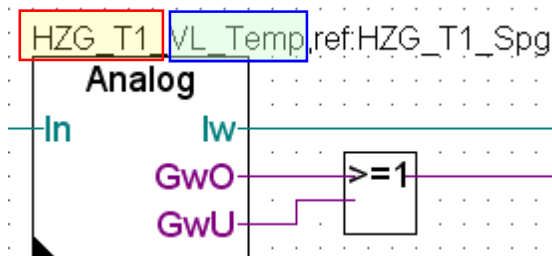 HZG_T1_VL_Temp,ref:HZG_T1_Spg
Analog
In Iw
GwO >=1
GwU